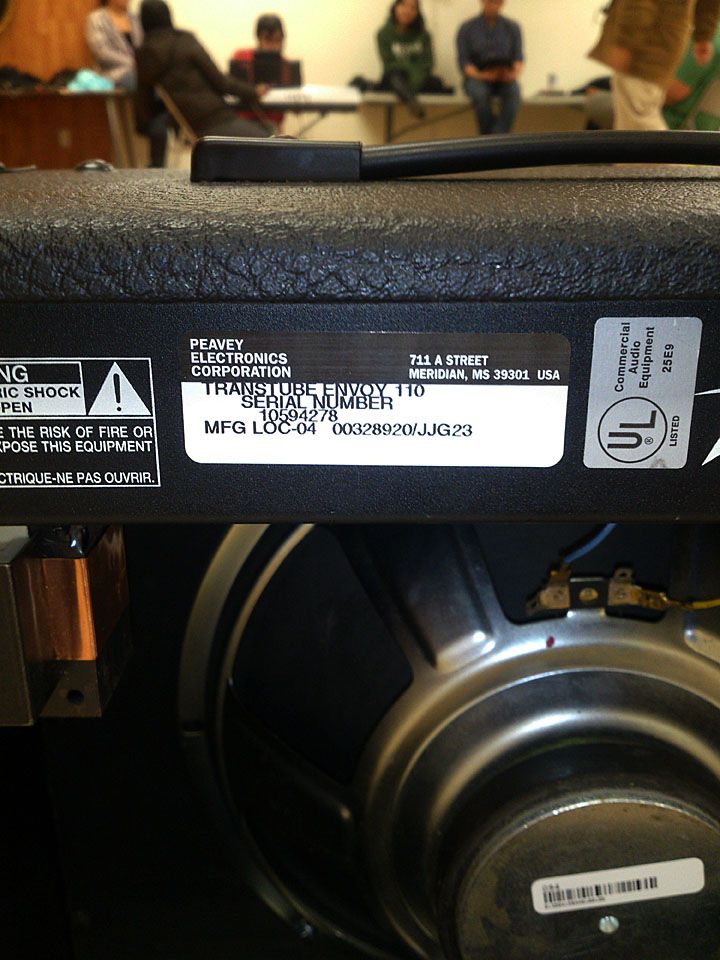 NG
RIC SHOCK
PEN
E THE RISK OF FIRE OR
XPOSE THIS EQUIPMENT
CTRIQUE-NE PAS OUVRIR.
PEAVEY
ELECTRONICS
CORPORATION
711 A STREET
MERIDIAN, MS 39301 USA
TRANSTUBE ENVOY 110
SERIAL NUMBER
10594278
MFG LOC-04 00328920/JJG23
Commercial
Audio
Equipment
25E9
UL ®
LISTED